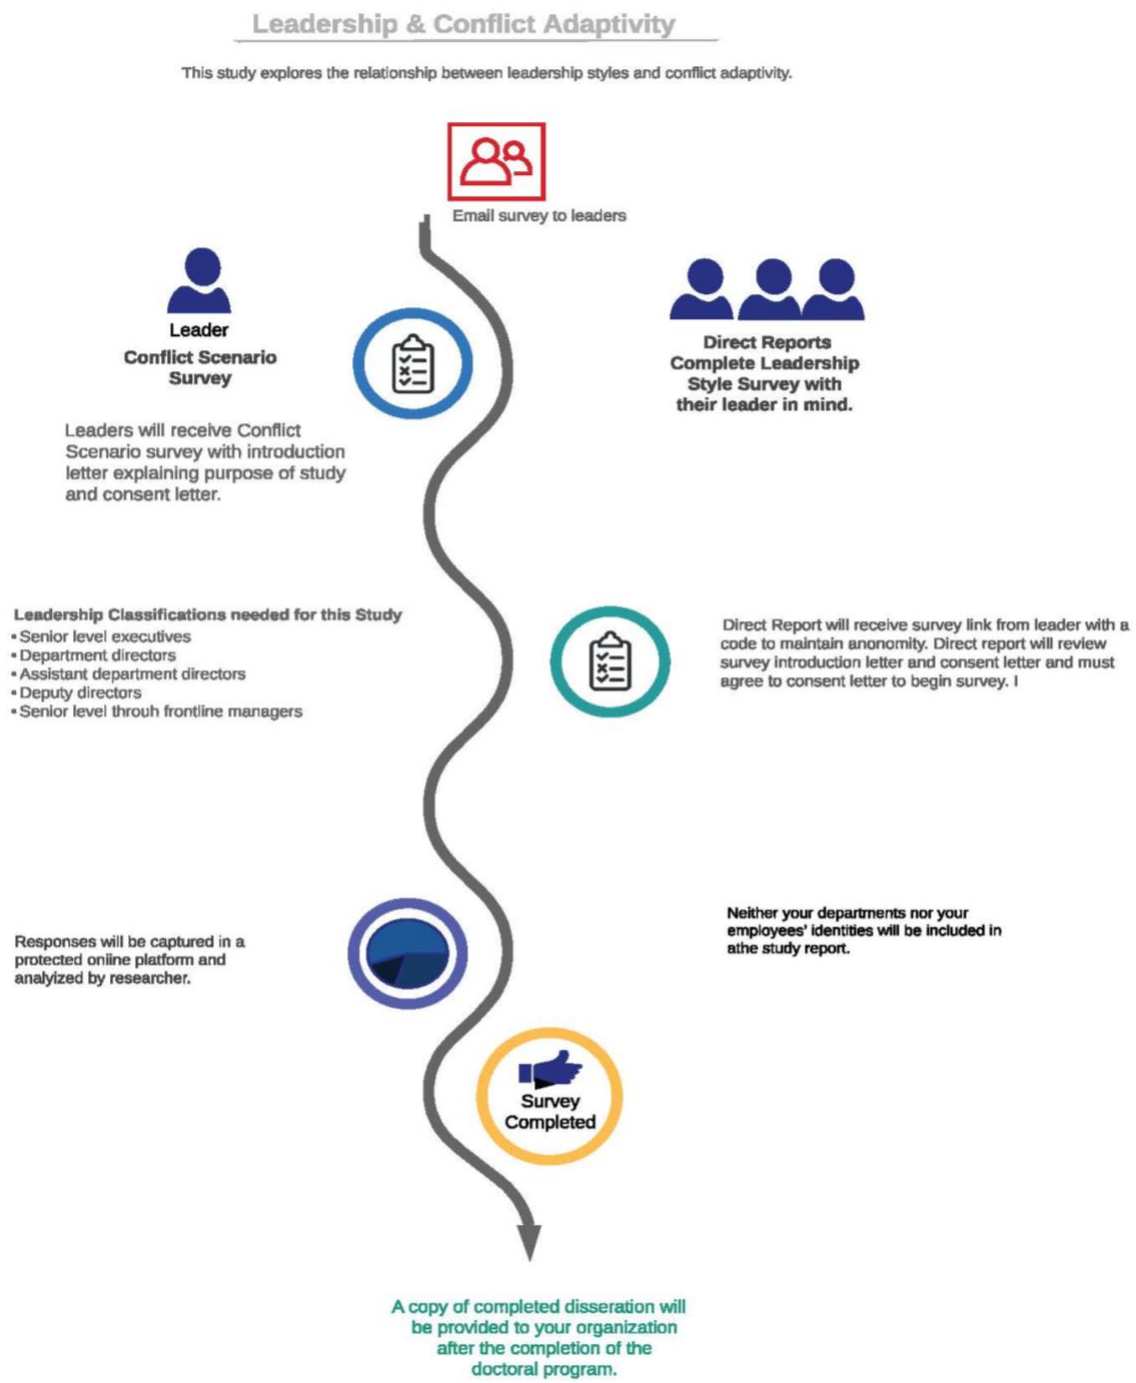 Leadership & Conflict Adaptivity
This study explores the relationship between leadership styles and conflict adaptivity.
Email survey to leaders
Leader
Conflict Scenario
Survey
Direct Reports
Complete Leadership
Style Survey with
their leader in mind.
Leaders will receive Conflict
Scenario survey with introduction
letter explaining purpose of study
and consent letter.
Leadership Classifications needed for this Study
• Senior level executives
• Department directors
• Assistant department directors
• Deputy directors
• Senior level throuh frontline managers
Direct Report will receive survey link from leader with a
code to maintain anonomity. Direct report will review
survey introduction letter and consent letter and must
agree to consent letter to begin survey. I
Responses will be captured in a
protected oniine platform and
analyized by researcher.
Neither your departments nor your
employees' identities will be included in
athe study report.
Survey
Completed
A copy of completed disseration will
be provided to your organization
after the completion of the
doctoral program.